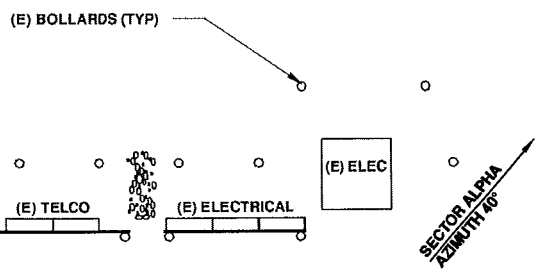 (E) BOLLARDS (TYP)
(E) ELEC
(E) TELCO
(E) ELECTRICAL
SECTOR ALPHA
AZIMUTH 40°